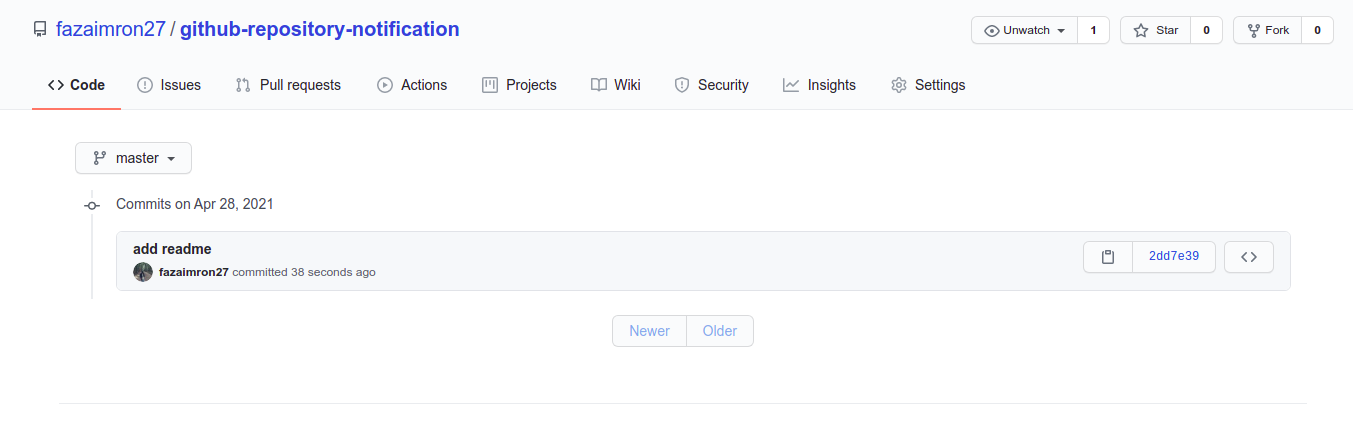 fazaimron27 / github-repository-notification
Unwatch 1 Star 0 Fork 0
Code Issues Pull requests Actions Projects Wiki Security Insights Settings
master
Commits on Apr 28, 2021
add readme
fazaimron27 committed 38 seconds ago
2dd7e39
Newer Older